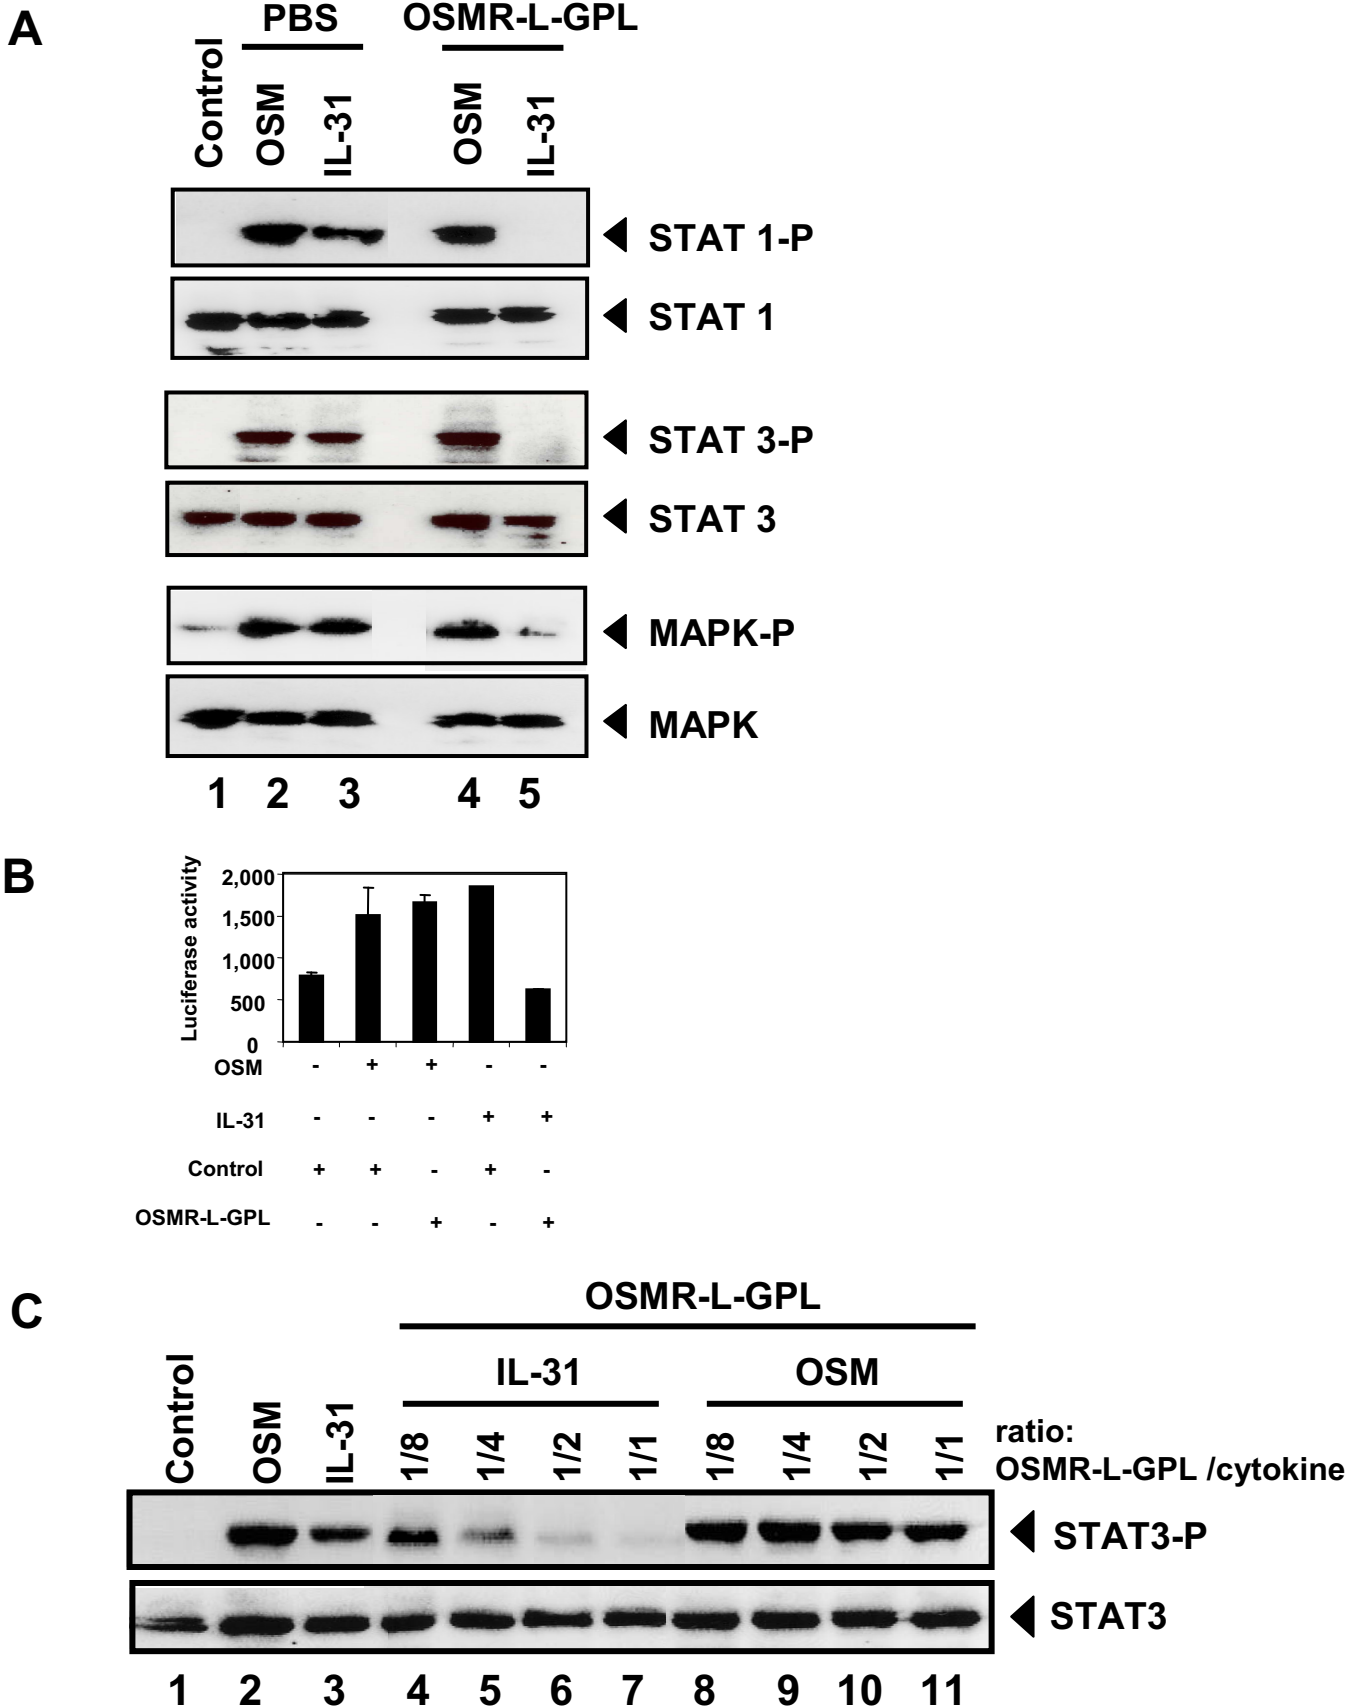 A
PBS
OSMR-L-GPL
Control
OSM
IL-31
OSM
IL-31
STAT 1-P
STAT 1
STAT 3-P
STAT 3
MAPK-P
MAPK
1 2 3 4 5
B
Luciferase activity
2,000
1,500
1,000
500
0
OSM - + + - -
IL-31 - - - + +
Control + + - + -
OSMR-L-GPL - - + - +
C
OSMR-L-GPL
IL-31
OSM
Control
OSM
IL-31
1/8
1/4
1/2
1/1
1/8
1/4
1/2
1/1
ratio:
OSMR-L-GPL /cytokine
STAT3-P
STAT3
1 2 3 4 5 6 7 8 9 10 11